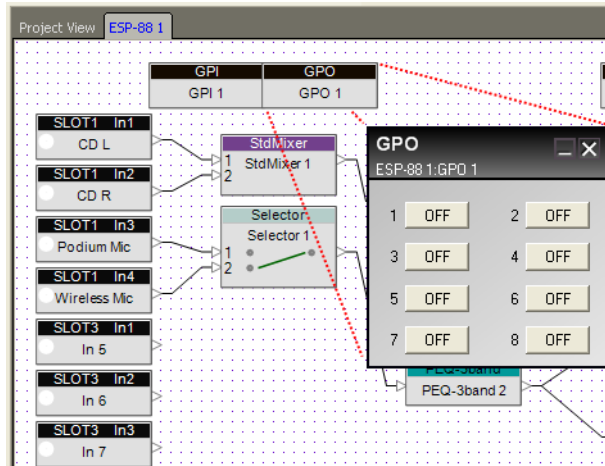 Project View ESP-88 1
GPI GPO
GPI 1 GPO 1
SLOT1 In1
CD L
SLOT1 In2
CD R
SLOT1 In3
Podium Mic
SLOT1 In4
Wireless Mic
SLOT3 In1
In 5
SLOT3 In2
In 6
SLOT3 In3
In 7
StdMixer
StdMixer 1
1
2
Selector
Selector 1
1
2
GPO
ESP-88 1:GPO 1
1 OFF 2 OFF
3 OFF 4 OFF
5 OFF 6 OFF
7 OFF 8 OFF
PEQ-3band
PEQ-3band 2